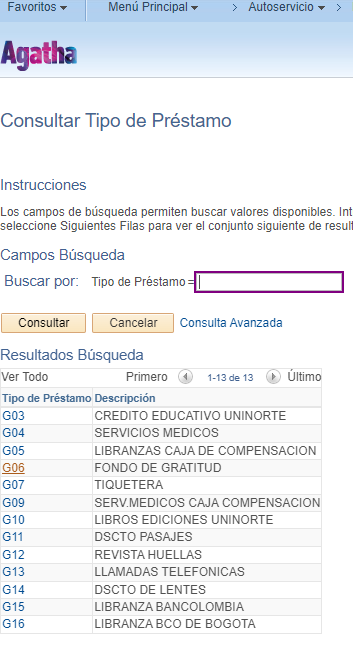 Favoritos Menú Principal Autoservicio
Agatha
Consultar Tipo de Préstamo
Instrucciones
Los campos de búsqueda permiten buscar valores disponibles. Int
seleccione Siguientes Filas para ver el conjunto siguiente de result
Campos Búsqueda
Buscar por: Tipo de Préstamo =
Consultar Cancelar Consulta Avanzada
Resultados Búsqueda
Ver Todo Primero 1-13 de 13 Último
Tipo de Préstamo Descripción
G03 CREDITO EDUCATIVO UNINORTE
G04 SERVICIOS MEDICOS
G05 LIBRANZAS CAJA DE COMPENSACION
G06 FONDO DE GRATITUD
G07 TIQUETERA
G09 SERV.MEDICOS CAJA COMPENSACION
G10 LIBROS EDICIONES UNINORTE
G11 DSCTO PASAJES
G12 REVISTA HUELLAS
G13 LLAMADAS TELEFONICAS
G14 DSCTO DE LENTES
G15 LIBRANZA BANCOLOMBIA
G16 LIBRANZA BCO DE BOGOTA